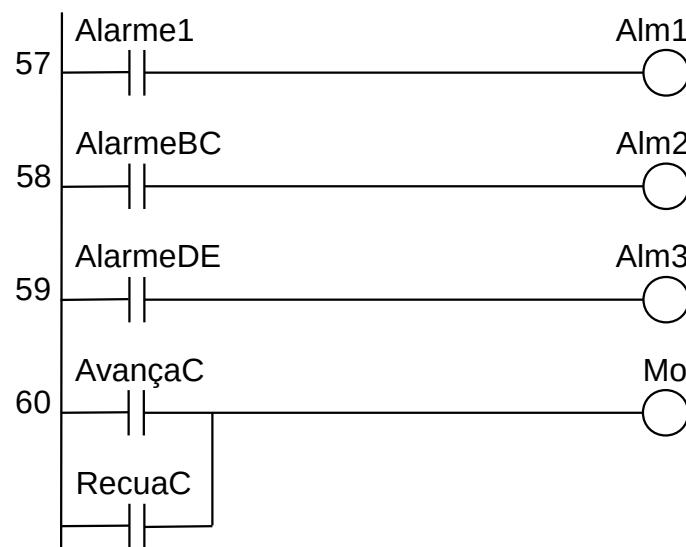 Alarme1 Alm1
57
AlarmeBC Alm2
58
AlarmeDE Alm3
59
AvançaC Mo
60
RecuaC